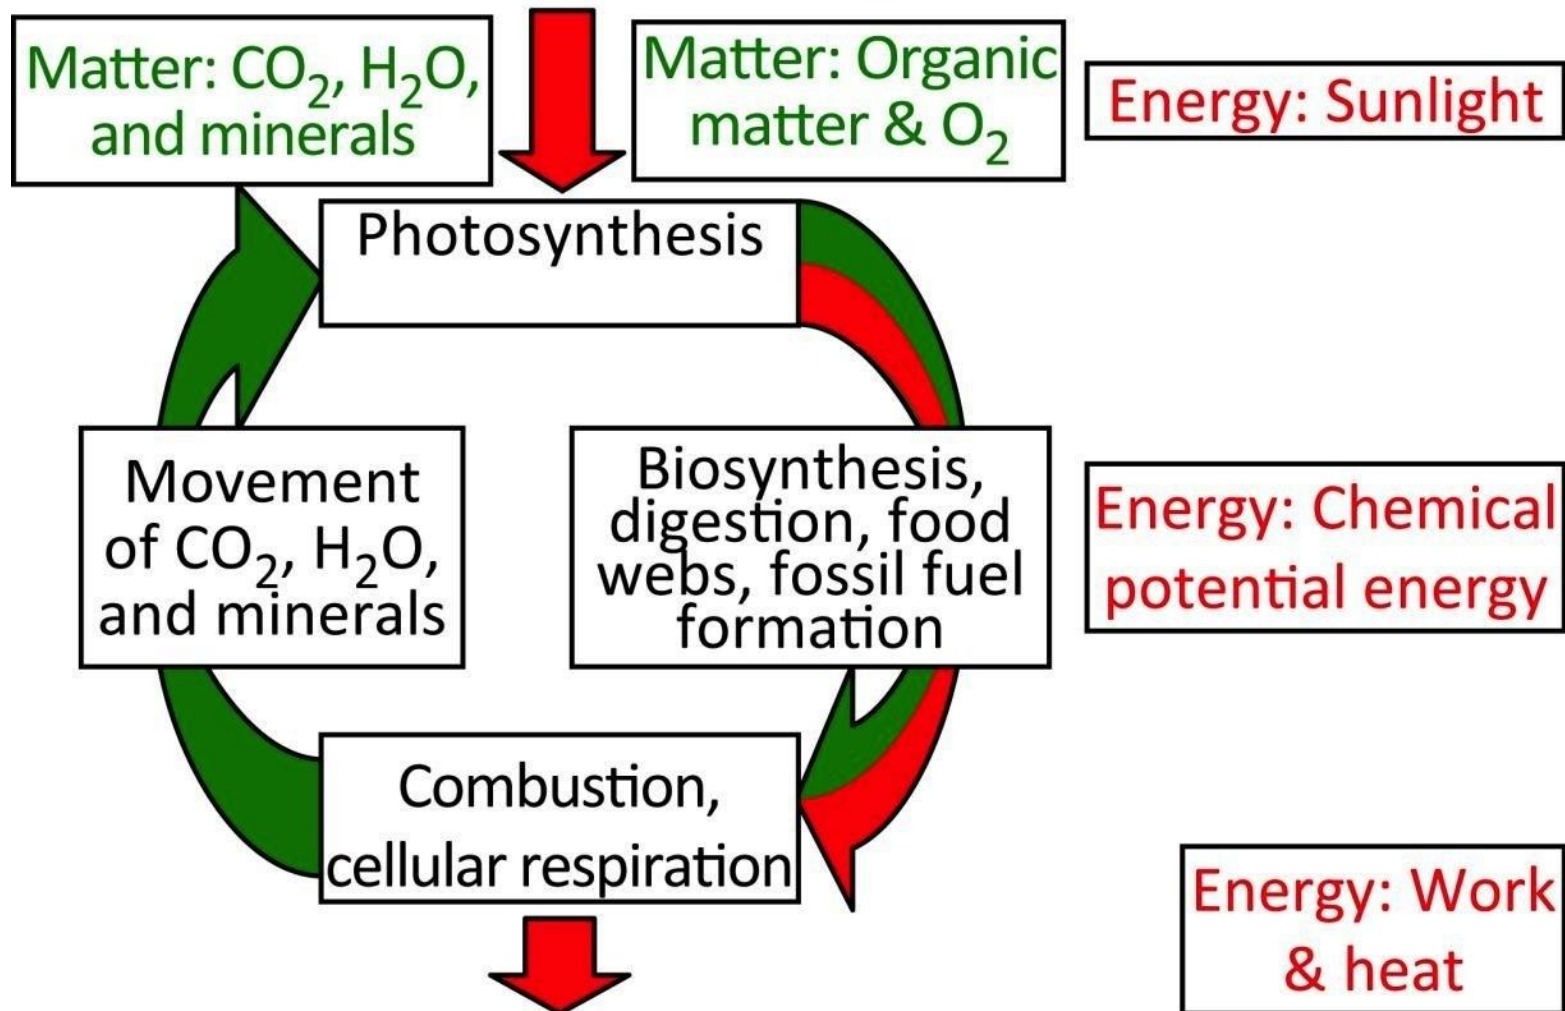 Matter: CO₂, H₂O,
and minerals
Matter: Organic
matter & O₂
Energy: Sunlight
Photosynthesis
Movement
of CO₂, H₂O,
and minerals
Biosynthesis,
digestion, food
webs, fossil fuel
formation
Energy: Chemical
potential energy
Combustion,
cellular respiration
Energy: Work
& heat